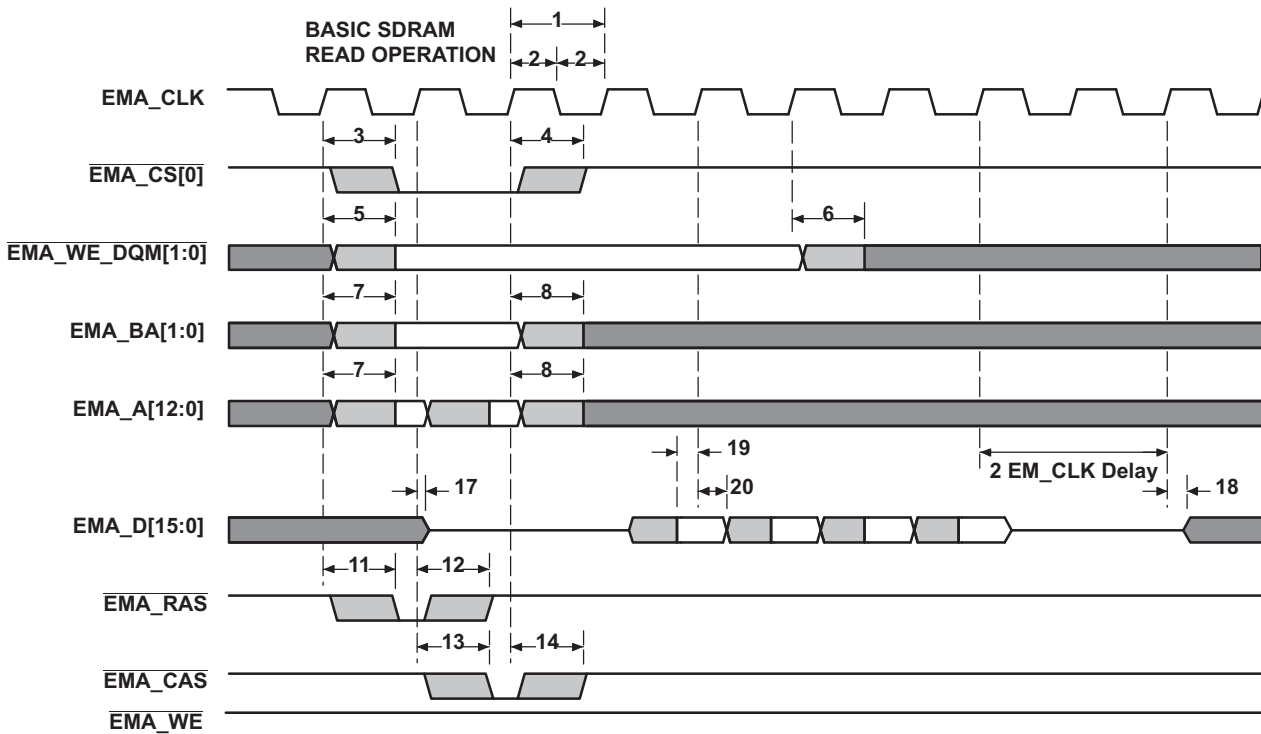 BASIC SDRAM
READ OPERATION
1
2 2
EMA_CLK
3 4
EMA_CS[0]
5 6
EMA_WE_DQM[1:0]
7 8
EMA_BA[1:0]
7 8
EMA_A[12:0]
19
2 EM_CLK Delay
17 20 18
EMA_D[15:0]
11 12
EMA_RAS
13 14
EMA_CAS
EMA_WE